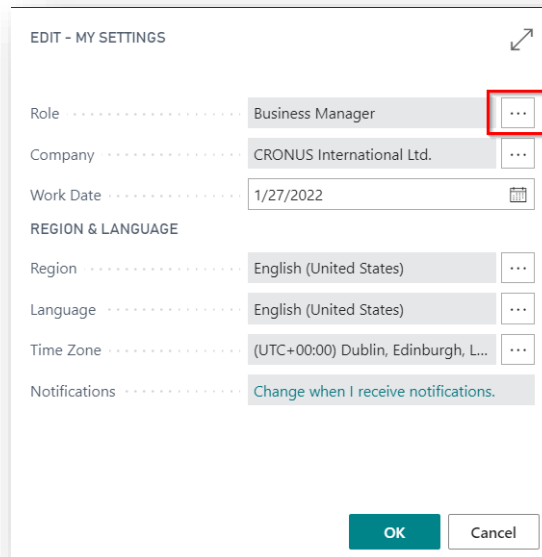 EDIT - MY SETTINGS
Role Business Manager ...
Company CRONUS International Ltd. ...
Work Date 1/27/2022
REGION & LANGUAGE
Region English (United States) ...
Language English (United States) ...
Time Zone (UTC+00:00) Dublin, Edinburgh, L... ...
Notifications Change when I receive notifications.
OK Cancel